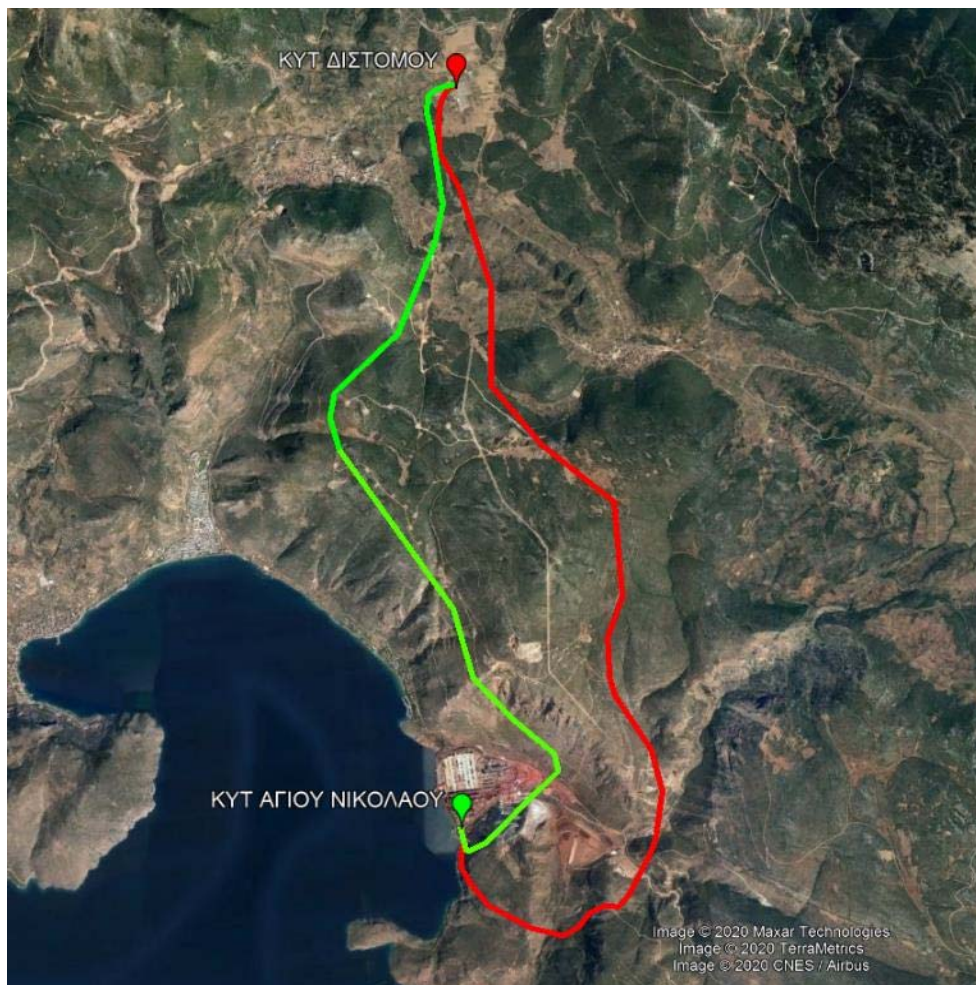 ΚΥΤ ΔΙΣΤΟΜΟΥ
ΚΥΤ ΑΓΙΟΥ ΝΙΚΟΛΑΟΥ
Image © 2020 Maxar Technologies
Image © 2020 TerraMetrics
Image © 2020 CNES / Airbus